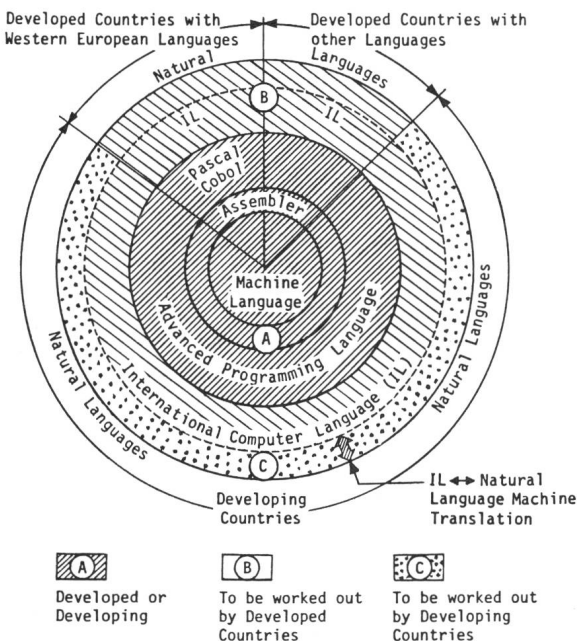 Developed Countries with
Western European Languages
Developed Countries with
other Languages
Natural
Languages
B
IL
IL
Pascal
Cobol
Assembler
Machine
Language
A
Advanced Programming Language
International Computer Language (IL)
Natural Languages
Natural Languages
C
Developing
Countries
IL ↔ Natural
Language Machine
Translation
A
Developed or
Developing
B
To be worked out
by Developed
Countries
C
To be worked out
by Developing
Countries